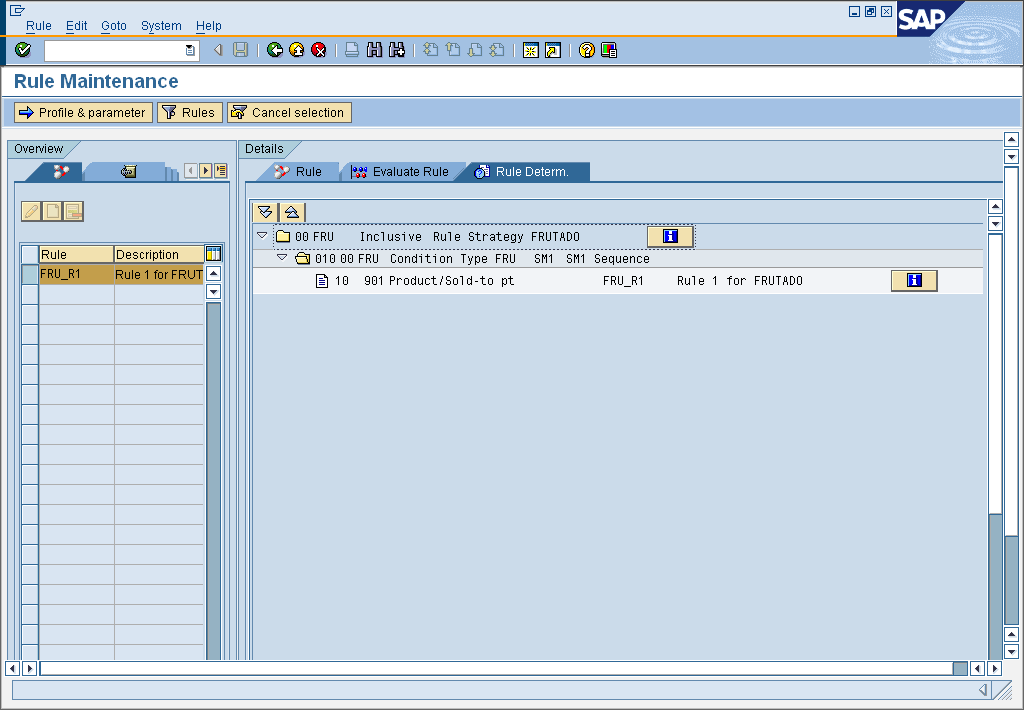 Rule Edit Goto System Help
SAP
Rule Maintenance
Profile & parameter Rules Cancel selection
Overview
Details
Rule Evaluate Rule Rule Determ.
Rule Description
FRU_R1 Rule 1 for FRUT
00 FRU Inclusive Rule Strategy FRUTADO
010 00 FRU Condition Type FRU SM1 SM1 Sequence
10 901 Product/Sold-to pt FRU_R1 Rule 1 for FRUTADO